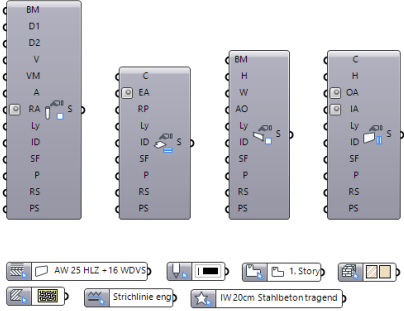 BM
D1
D2
V
VM
A
RA
Ly
ID
SF
P
RS
PS
S
C
EA
RP
Ly
ID
SF
P
RS
PS
S
BM
H
W
AO
Ly
ID
SF
P
RS
PS
S
C
H
OA
IA
Ly
ID
SF
P
RS
PS
S
AW 25 HLZ +16 WDVS
1. Story
Strichlinie eng
IW 20cm Stahlbeton tragend